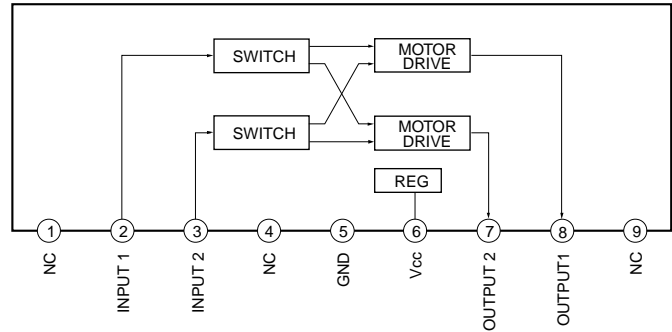 SWITCH
MOTOR
DRIVE
SWITCH
MOTOR
DRIVE
REG
1
2
3
4
5
6
7
8
9
NC
INPUT 1
INPUT 2
NC
GND
Vcc
OUTPUT 2
OUTPUT1
NC